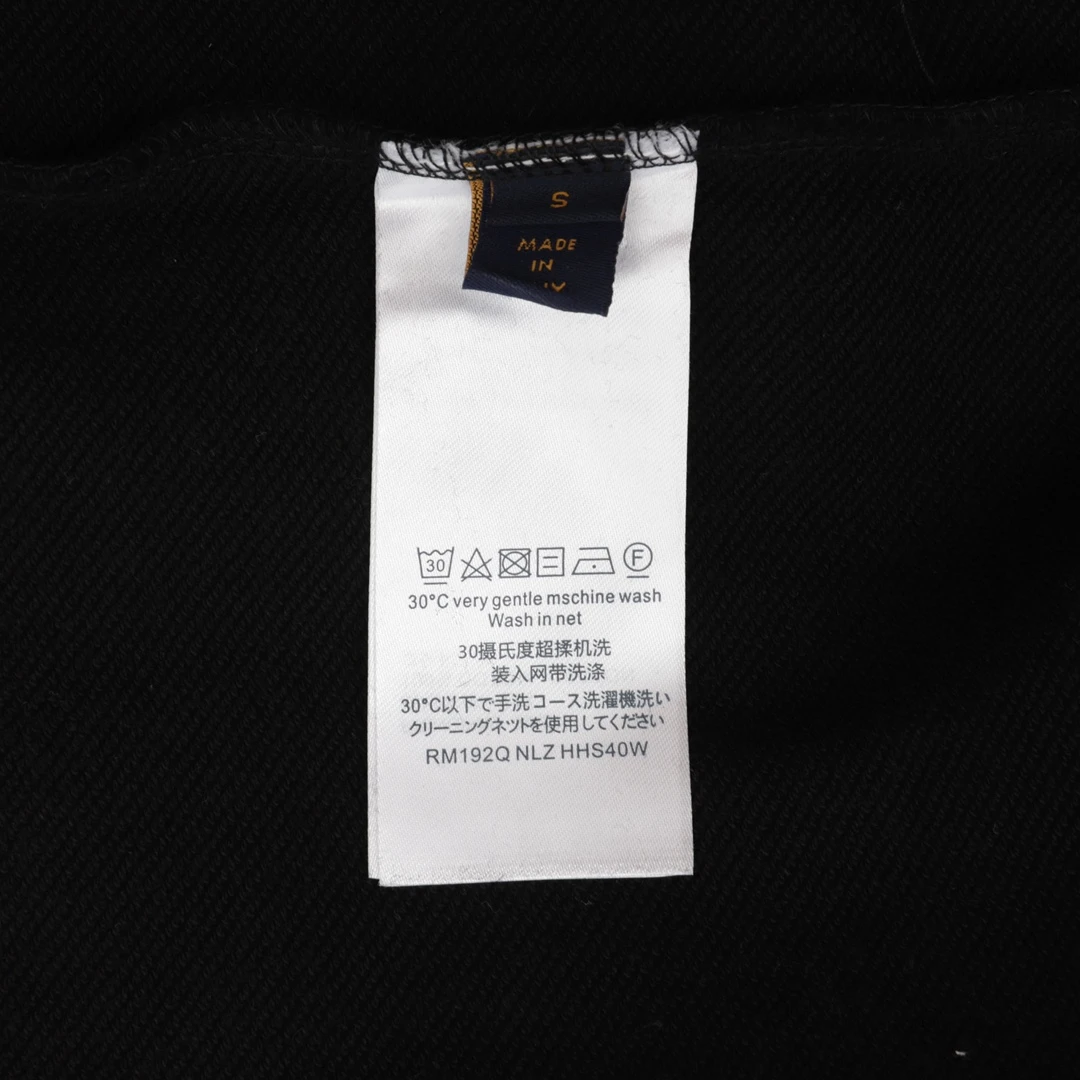 S
MADE
IN
30
F
30°C very gentle mschine wash
Wash in net
30摄氏度超揉机洗
装入网带洗涤
30°C以下で手洗コース洗濯機洗い
クリーニングネツトを使用してください
RM192Q NLZ HHS40W